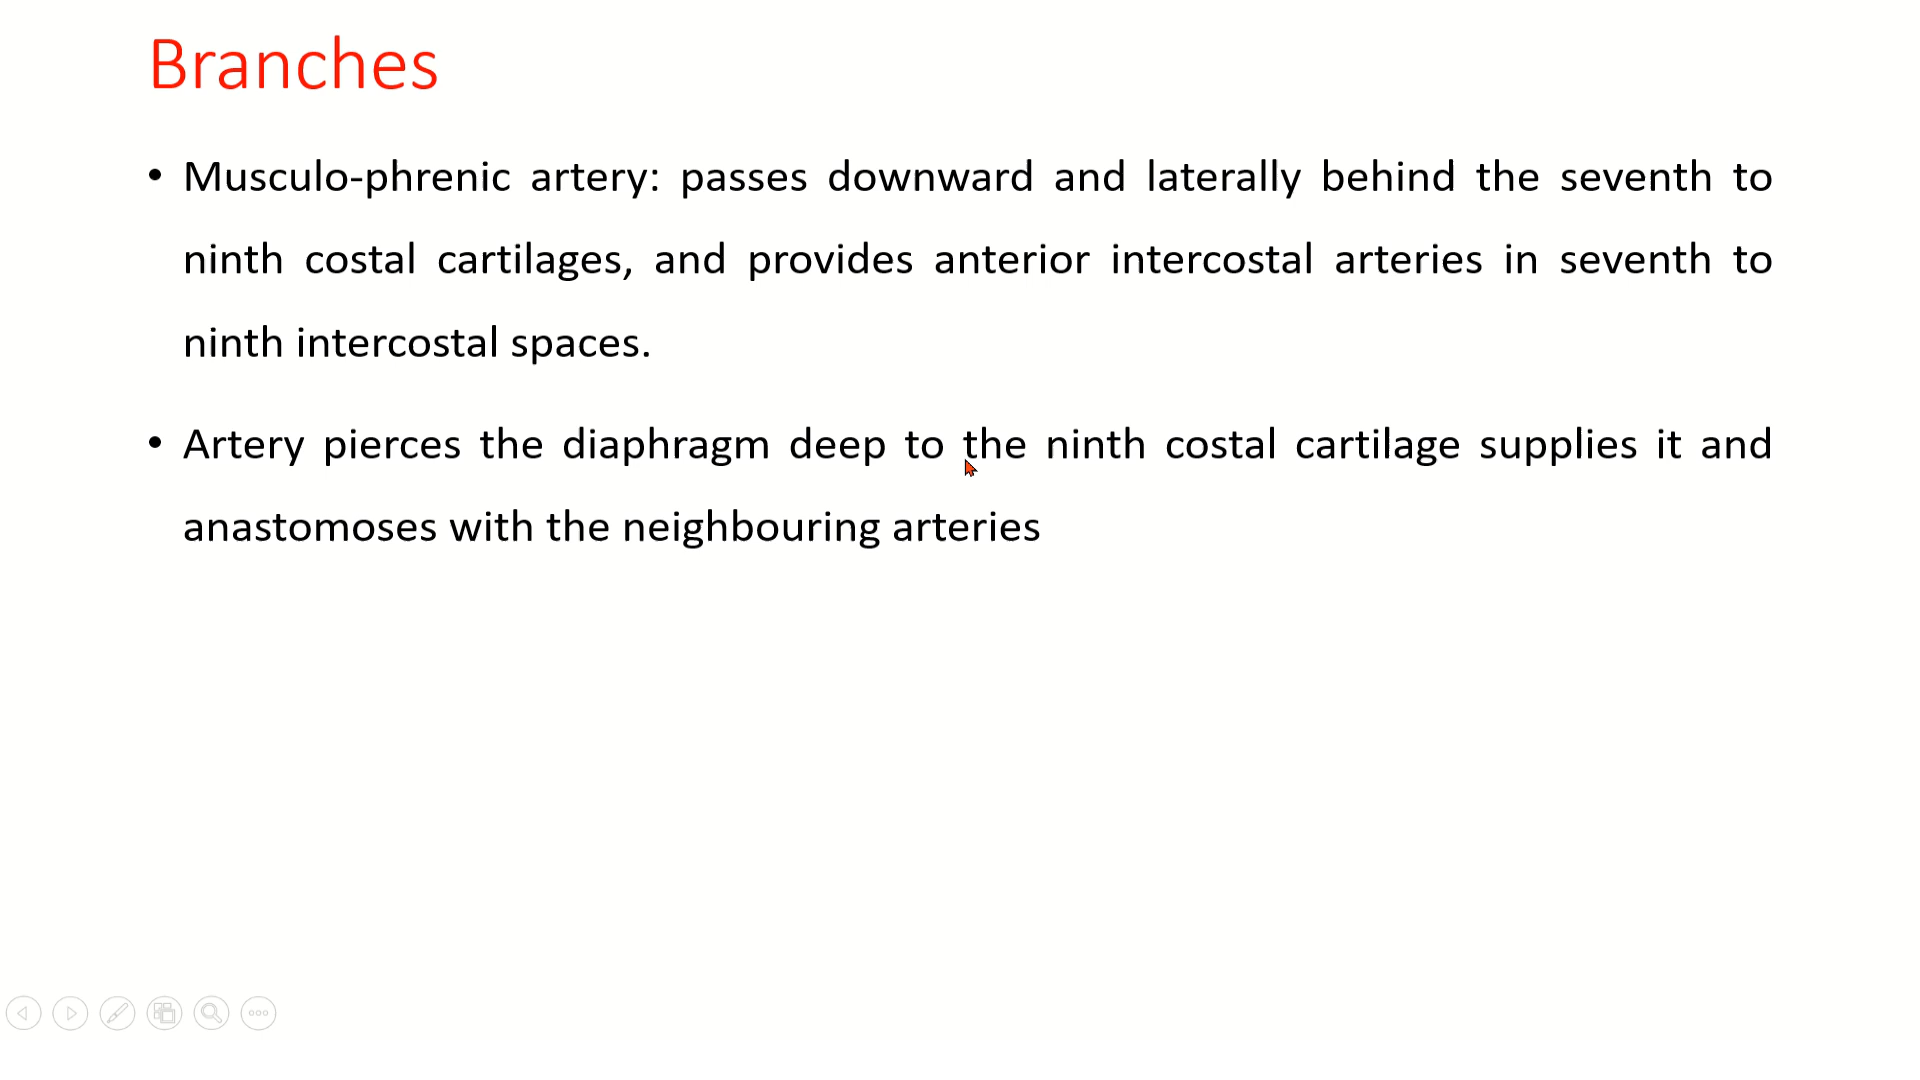 Branches
• Musculo-phrenic artery: passes downward and laterally behind the seventh to
ninth costal cartilages, and provides anterior intercostal arteries in seventh to
ninth intercostal spaces.
• Artery pierces the diaphragm deep to the ninth costal cartilage supplies it and
anastomoses with the neighbouring arteries